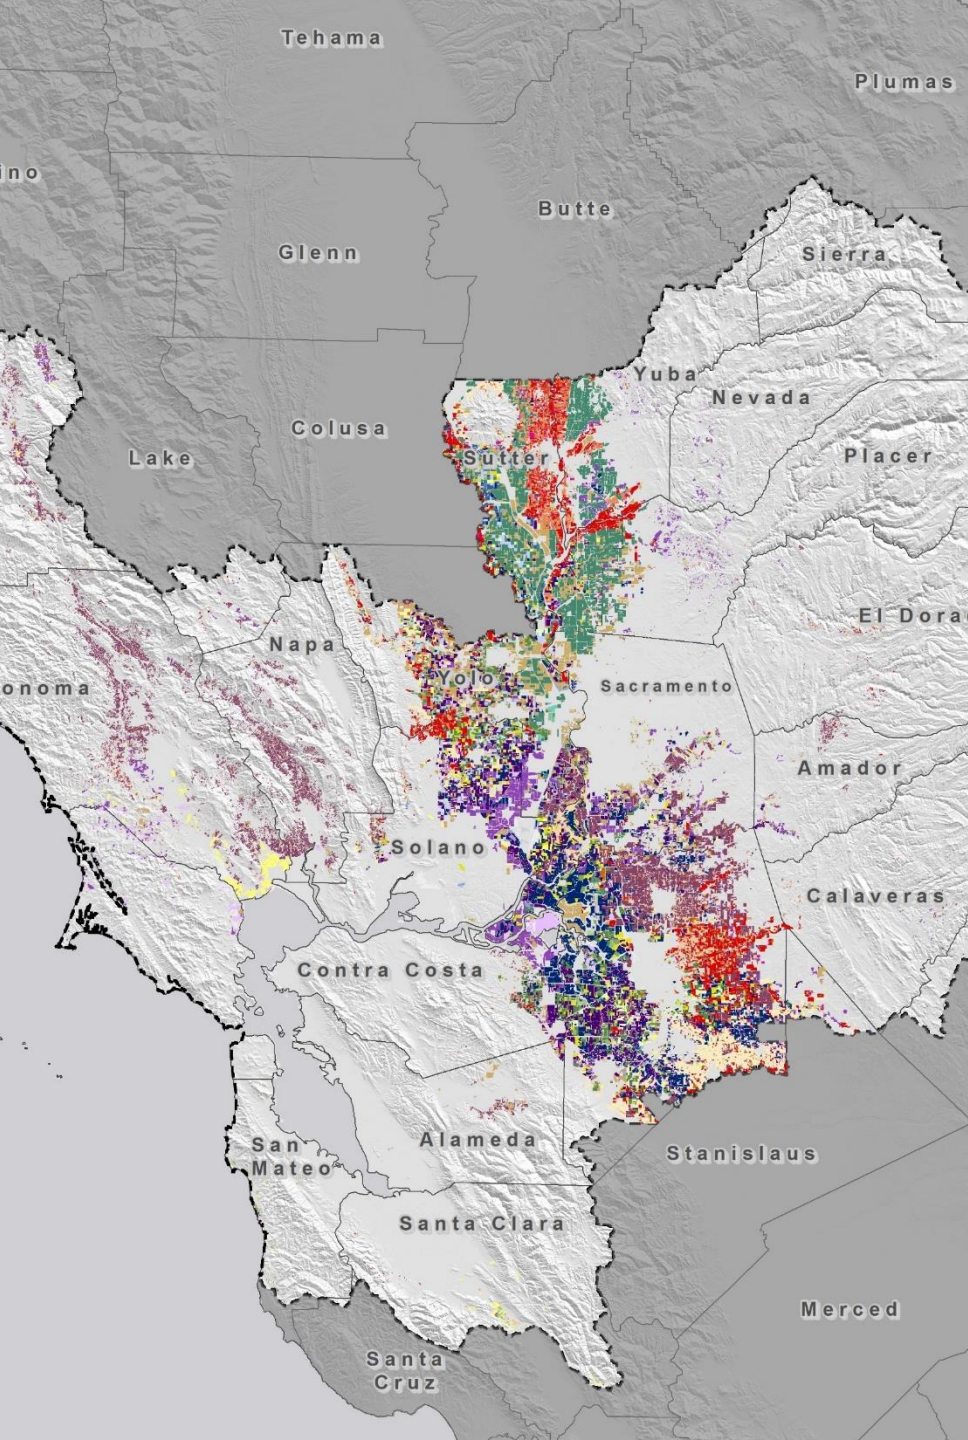 Tehama
Plumas
ino
Butte
Glenn
Sierra
Yuba
Nevada
Colusa
Lake
Sutter
Placer
El Dora
Napa
Yolo
onoma
Sacramento
Amador
Solano
Calaveras
Contra Costa
Alameda
San
Mateo
Stanislaus
Santa Clara
Merced
Santa
Cruz